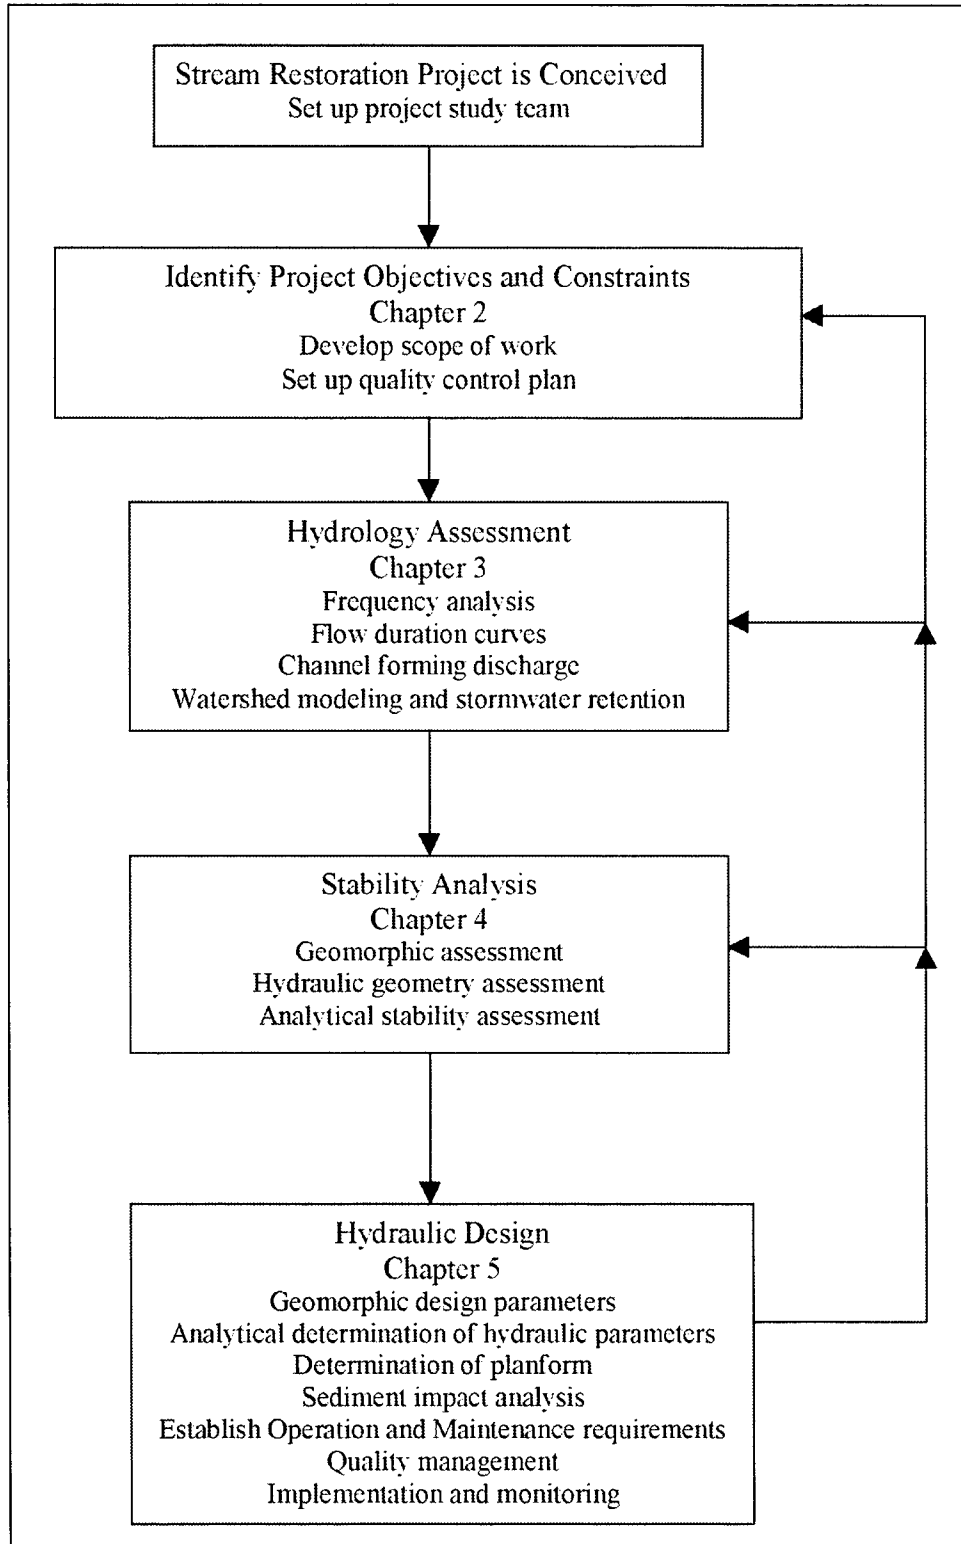 Stream Restoration Project is Conceived
Set up project study team
Identify Project Objectives and Constraints
Chapter 2
Develop scope of work
Set up quality control plan
Hydrology Assessment
Chapter 3
Frequency analysis
Flow duration curves
Channel forming discharge
Watershed modeling and stormwater retention
Stability Analysis
Chapter 4
Geomorphic assessment
Hydraulic geometry assessment
Analytical stability assessment
Hydraulic Design
Chapter 5
Geomorphic design parameters
Analytical determination of hydraulic parameters
Determination of planform
Sediment impact analysis
Establish Operation and Maintenance requirements
Quality management
Implementation and monitoring